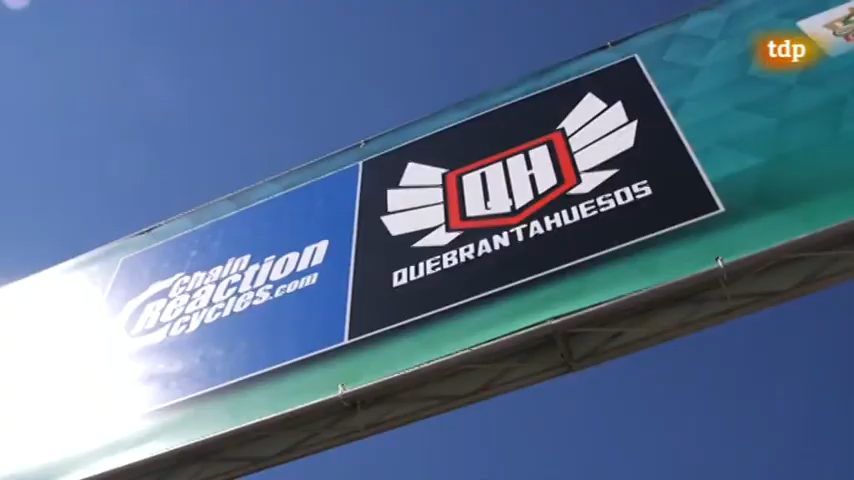 tdp
QH
QUEBRANTAHUESOS
Chain
Reaction
cycles.com